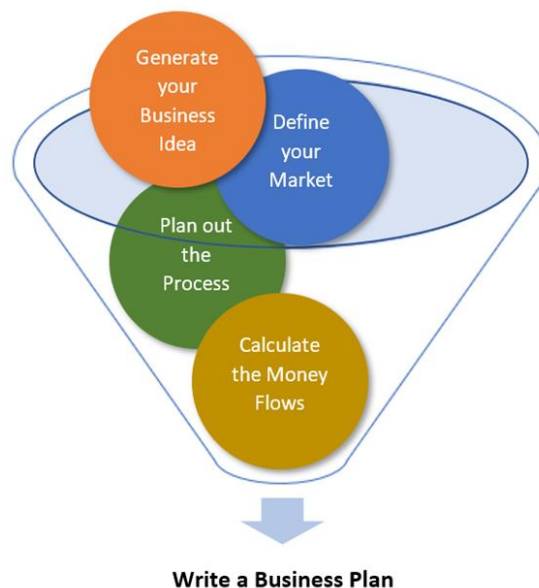 Generate
your
Business
Idea
Define
your
Market
Plan out
the
Process
Calculate
the Money
Flows
Write a Business Plan